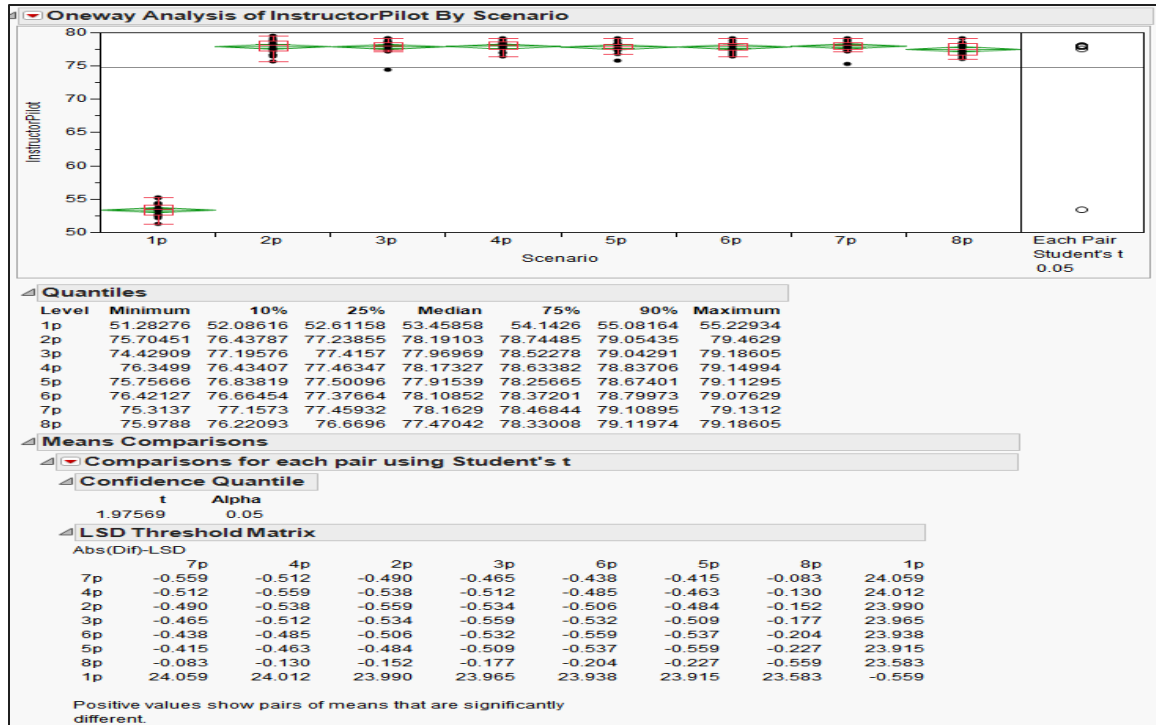 Oneway Analysis of InstructorPilot By Scenario
80
75
70
65
60
55
50
InstructorPilot
1p 2p 3p 4p 5p 6p 7p 8p
Scenario
Each Pair
Student's t
0.05
Quantiles
Level Minimum 10% 25% Median 75% 90% Maximum
1p 51.28276 52.08616 52.61158 53.45858 54.1426 55.08164 55.22934
2p 75.70451 76.43787 77.23855 78.19103 78.74485 79.05435 79.4629
3p 74.42909 77.19576 77.4157 77.96969 78.52278 79.04291 79.18605
4p 76.3499 76.43407 77.46347 78.17327 78.63382 78.83706 79.14994
5p 75.75666 76.83819 77.50096 77.91539 78.25665 78.67401 79.11295
6p 76.42127 76.66454 77.37664 78.10852 78.37201 78.79973 79.07629
7p 75.3137 77.1573 77.45932 78.1629 78.46844 79.10895 79.1312
8p 75.9788 76.22093 76.6696 77.47042 78.33008 79.11974 79.18605
Means Comparisons
Comparisons for each pair using Student's t
Confidence Quantile
t Alpha
1.97569 0.05
LSD Threshold Matrix
Abs(Dif)-LSD
7p 4p 2p 3p 6p 5p 8p 1p
7p -0.559 -0.512 -0.490 -0.465 -0.438 -0.415 -0.083 24.059
4p -0.512 -0.559 -0.538 -0.512 -0.485 -0.463 -0.130 24.012
2p -0.490 -0.538 -0.559 -0.534 -0.506 -0.484 -0.152 23.990
3p -0.465 -0.512 -0.534 -0.559 -0.532 -0.509 -0.177 23.965
6p -0.438 -0.485 -0.506 -0.532 -0.559 -0.537 -0.204 23.938
5p -0.415 -0.463 -0.484 -0.509 -0.537 -0.559 -0.227 23.915
8p -0.083 -0.130 -0.152 -0.177 -0.204 -0.227 -0.559 23.583
1p 24.059 24.012 23.990 23.965 23.938 23.915 23.583 -0.559
Positive values show pairs of means that are significantly
different.